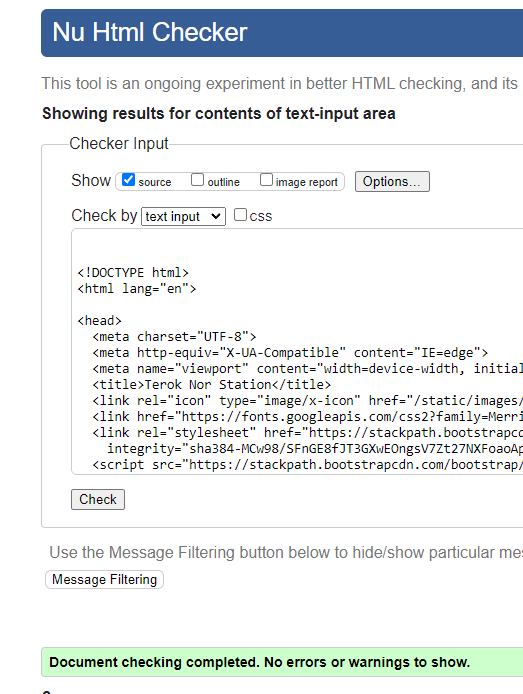 Nu Html Checker
This tool is an ongoing experiment in better HTML checking, and its
Showing results for contents of text-input area
Checker Input
Show source outline image report Options...
Check by text input css
<!DOCTYPE html>
<html lang="en">
<head>
<meta charset="UTF-8">
<meta http-equiv="X-UA-Compatible" content="IE=edge">
<meta name="viewport" content="width=device-width, initial
<title>Terok Nor Station</title>
<link rel="icon" type="image/x-icon" href="/static/images/
<link href="https://fonts.googleapis.com/css2?family=Merri
<link rel="stylesheet" href="https://stackpath.bootstrapcd
integrity="sha384-MCw98/SFnGE8fJT3GXwEOngsV7Zt27NXFoaoAp
<script src="https://stackpath.bootstrapcdn.com/bootstrap/
Check
Use the Message Filtering button below to hide/show particular me
Message Filtering
Document checking completed. No errors or warnings to show.